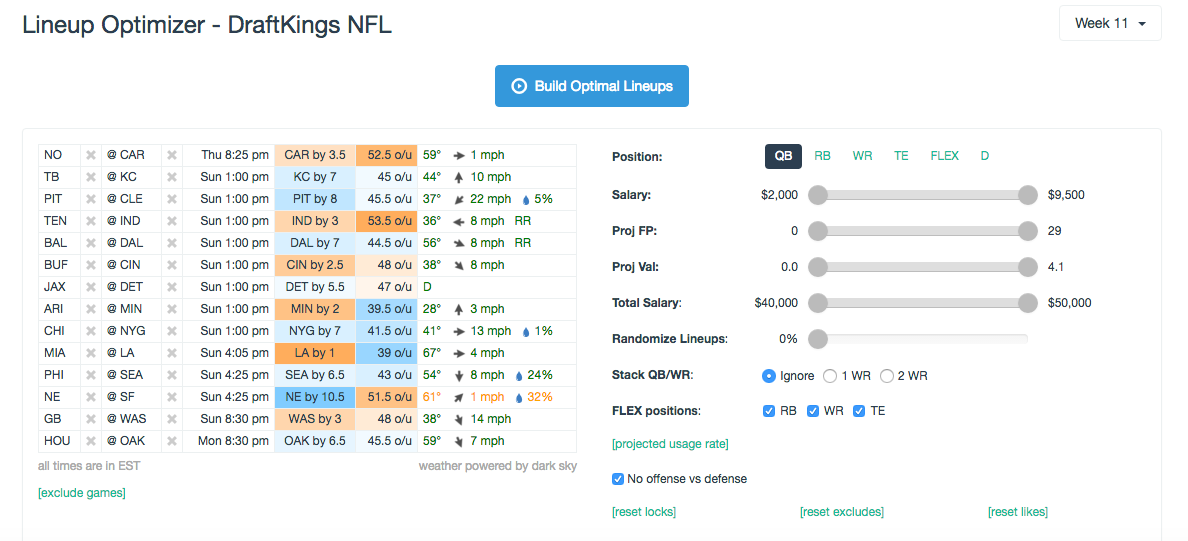 Lineup Optimizer - DraftKings NFL
Week 11
Build Optimal Lineups
NO @ CAR Thu 8:25 pm CAR by 3.5 52.5 o/u 59° 1 mph
TB @ KC Sun 1:00 pm KC by 7 45 o/u 44° 10 mph
PIT @ CLE Sun 1:00 pm PIT by 8 45.5 o/u 37° 22 mph 5%
TEN @ IND Sun 1:00 pm IND by 3 53.5 o/u 36° 8 mph RR
BAL @ DAL Sun 1:00 pm DAL by 7 44.5 o/u 56° 8 mph RR
BUF @ CIN Sun 1:00 pm CIN by 2.5 48 o/u 38° 8 mph
JAX @ DET Sun 1:00 pm DET by 5.5 47 o/u D
ARI @ MIN Sun 1:00 pm MIN by 2 39.5 o/u 28° 3 mph
CHI @ NYG Sun 1:00 pm NYG by 7 41.5 o/u 41° 13 mph 1%
MIA @ LA Sun 4:05 pm LA by 1 39 o/u 67° 4 mph
PHI @ SEA Sun 4:25 pm SEA by 6.5 43 o/u 54° 8 mph 24%
NE @ SF Sun 4:25 pm NE by 10.5 51.5 o/u 61° 1 mph 32%
GB @ WAS Sun 8:30 pm WAS by 3 48 o/u 38° 14 mph
HOU @ OAK Mon 8:30 pm OAK by 6.5 45.5 o/u 59° 7 mph
all times are in EST weather powered by dark sky
[exclude games]
Position: QB RB WR TE FLEX D
Salary: $2,000 $9,500
Proj FP: 0 29
Proj Val: 0.0 4.1
Total Salary: $40,000 $50,000
Randomize Lineups: 0%
Stack QB/WR: Ignore 1 WR 2 WR
FLEX positions: RB WR TE
[projected usage rate]
No offense vs defense
[reset locks] [reset excludes] [reset likes]